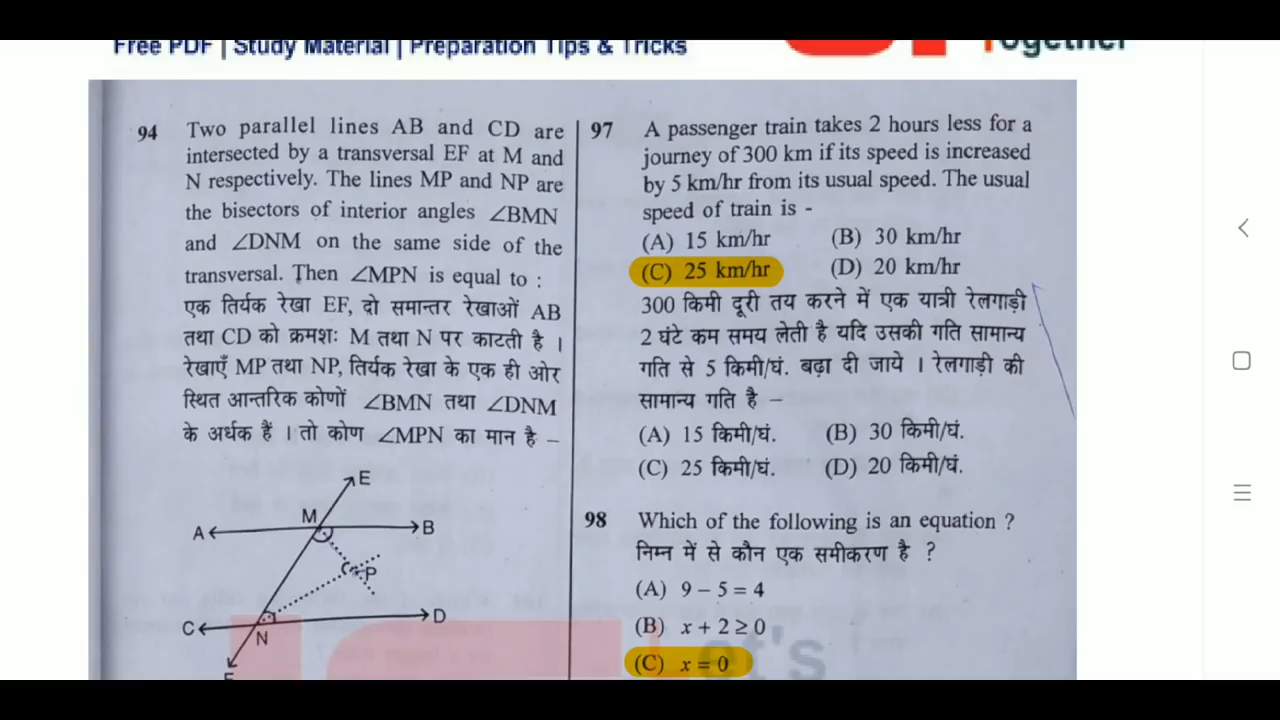 Free PDF | Study Material | Preparation Tips & Tricks
Together
94 Two parallel lines AB and CD are
intersected by a transversal EF at M and
N respectively. The lines MP and NP are
the bisectors of interior angles ∠BMN
and ∠DNM on the same side of the
transversal. Then ∠MPN is equal to :
एक तिर्यक रेखा EF, दो समान्तर रेखाओं AB
तथा CD को क्रमशः M तथा N पर काटती है ।
रेखाएँ MP तथा NP, तिर्यक रेखा के एक ही ओर
स्थित आन्तरिक कोणों ∠BMN तथा ∠DNM
के अर्धक हैं । तो कोण ∠MPN का मान है –
E
M
A
B
P
C
D
N
F
97 A passenger train takes 2 hours less for a
journey of 300 km if its speed is increased
by 5 km/hr from its usual speed. The usual
speed of train is -
(A) 15 km/hr (B) 30 km/hr
(C) 25 km/hr (D) 20 km/hr
300 किमी दूरी तय करने में एक यात्री रेलगाड़ी
2 घंटे कम समय लेती है यदि उसकी गति सामान्य
गति से 5 किमी/घं. बढ़ा दी जाये । रेलगाड़ी की
सामान्य गति है –
(A) 15 किमी/घं. (B) 30 किमी/घं.
(C) 25 किमी/घं. (D) 20 किमी/घं.
98 Which of the following is an equation ?
निम्न में से कौन एक समीकरण है ?
(A) 9 – 5 = 4
(B) x + 2 ≥ 0
(C) x = 0
Let's